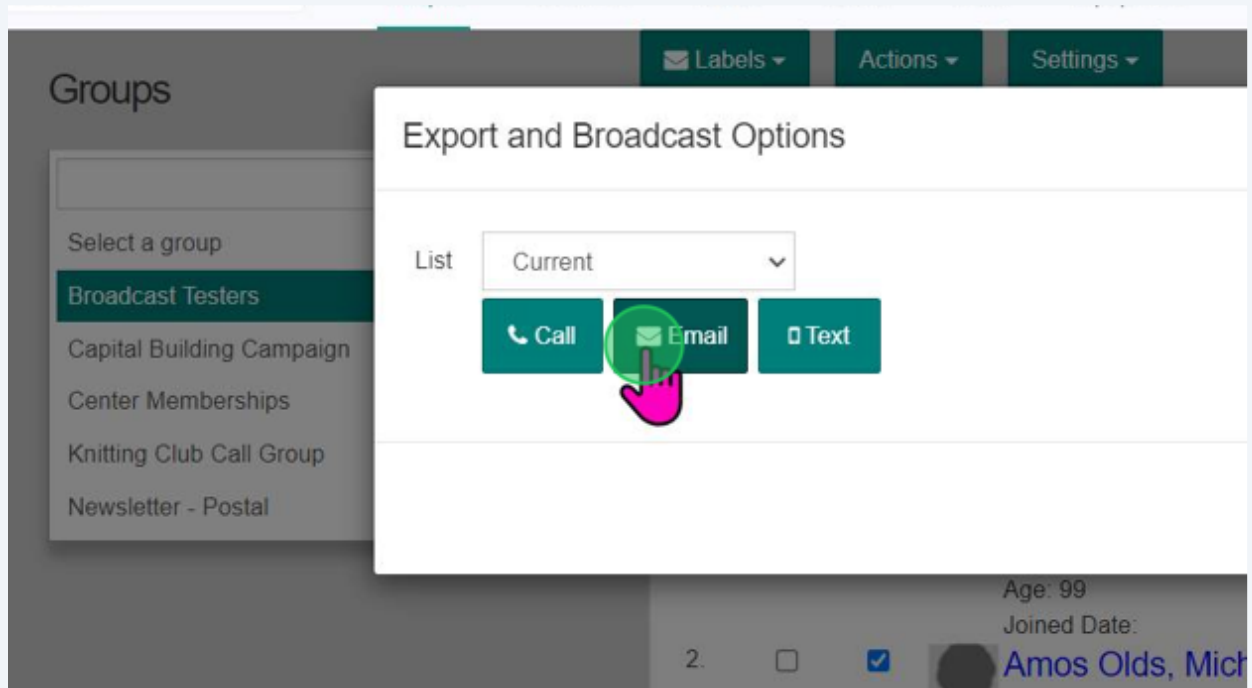 Labels
Actions
Settings
Groups
Export and Broadcast Options
Select a group
List
Current
Broadcast Testers
Call
Email
Text
Capital Building Campaign
Center Memberships
Knitting Club Call Group
Newsletter - Postal
Age: 99
Joined Date:
2.
Amos Olds, Mich